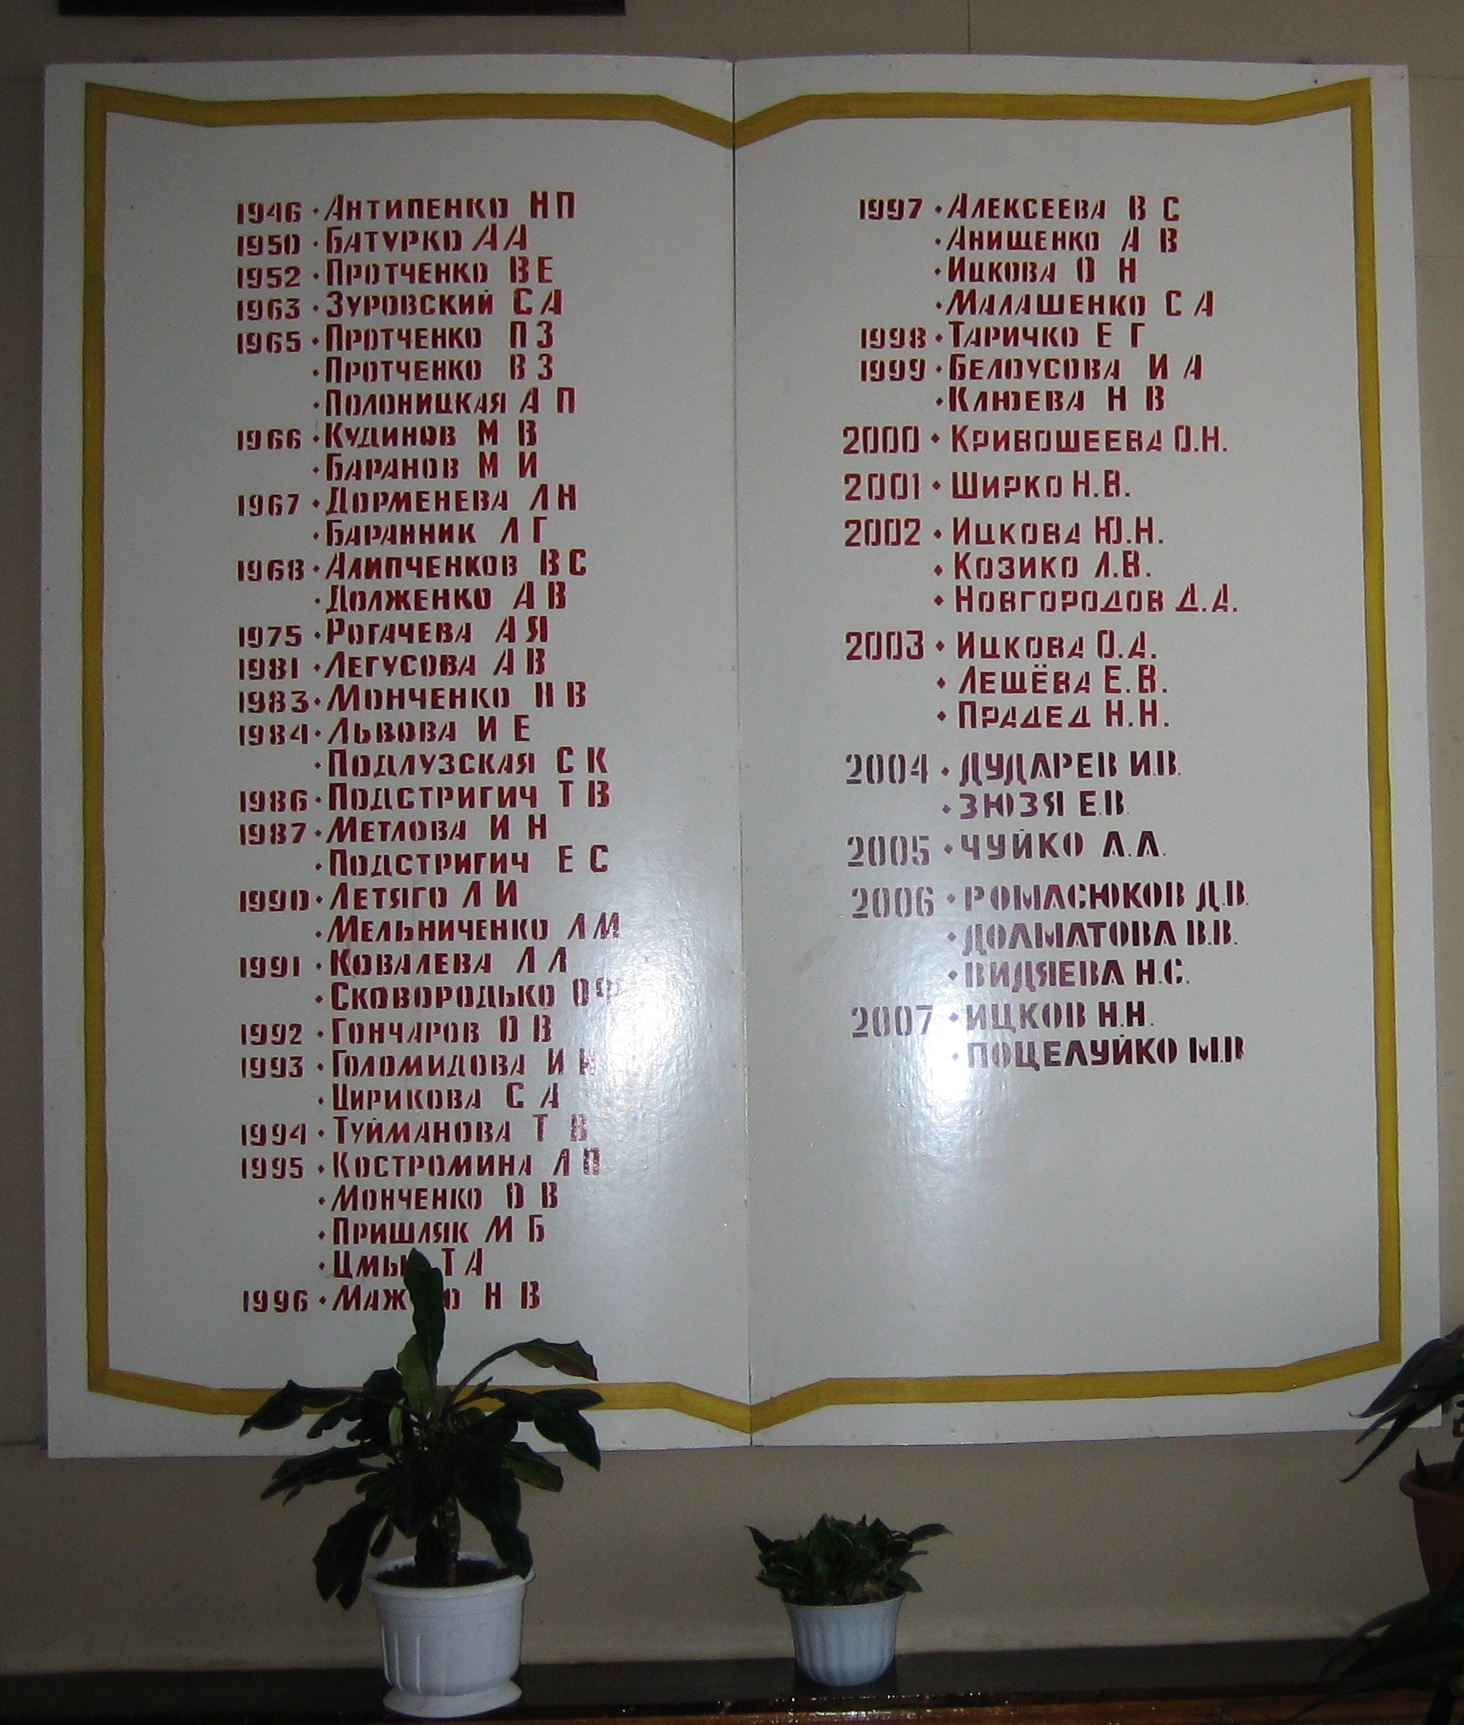 1946 · Антипенко Н П
1950 · Батурко А А
1952 · Протченко В Е
1963 · Зуровский С А
1965 · Протченко П З
· Протченко В З
· Полоницкая А П
1966 · Кудинов М В
· Баранов М И
1967 · Дорменева Л Н
· Баранник Л Г
1968 · Алипченков В С
· Долженко А В
1975 · Рогачева А Я
1981 · Легусова А В
1983 · Мончeнко Н В
1984 · Львова И Е
· Подлузская С К
1986 · Подстригич Т В
1987 · Метлова И Н
· Подстригич Е С
1990 · Летяго Л И
· Мельниченко Л М
1991 · Ковалева Л Л
· Сковородько О Ф
1992 · Гончаров О В
1993 · Голомидова И Н
· Цирикова С А
1994 · Туйманова Т В
1995 · Костромина Л П
· Монченко О В
· Пришляк М Б
· Т А
1996 · Н В
1997 · Алексеева В С
· Анищенко А В
· Ицкова О Н
· Малашенко С А
1998 · Таричко Е Г
1999 · Белоусова И А
· Клюева Н В
2000 · Кривошеева О.Н.
2001 · Ширко Н.В.
2002 · Ицкова Ю.Н.
· Козико Л.В.
· Новгородов Д.А.
2003 · Ицкова О.А.
· Лещёва Е.В.
· Прадед Н.Н.
2004 · ДУДАРЕВ И.В.
· ЗЮЗЯ Е.В.
2005 · ЧУЙКО А.А.
2006 · РОМАСЮКОВ Д.В.
· ДОЛМАТОВА В.В.
· ВИДЯЕВА Н.С.
2007 · ИЦКОВ Н.Н.
· ПОЦЕЛУЙКО М.В